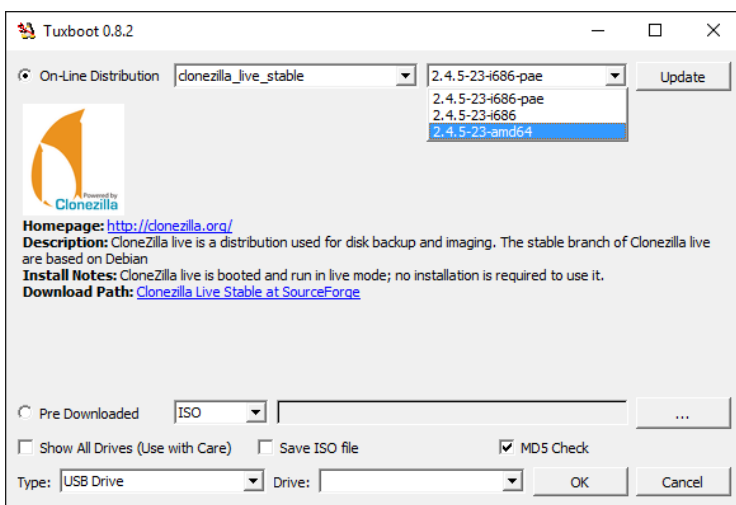 Tuxboot 0.8.2
On-Line Distribution clonezilla_live_stable 2.4.5-23-i686-pae Update
2.4.5-23-i686-pae
2.4.5-23-i686
2.4.5-23-amd64
Powered by
Clonezilla
Homepage: http://clonezilla.org/
Description: CloneZilla live is a distribution used for disk backup and imaging. The stable branch of Clonezilla live
are based on Debian
Install Notes: CloneZilla live is booted and run in live mode; no installation is required to use it.
Download Path: Clonezilla Live Stable at SourceForge
Pre Downloaded ISO ...
Show All Drives (Use with Care) Save ISO file MD5 Check
Type: USB Drive Drive: OK Cancel